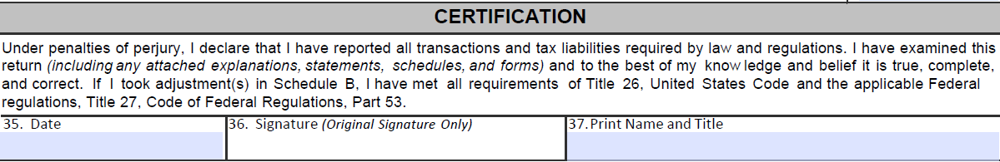 CERTIFICATION
Under penalties of perjury, I declare that I have reported all transactions and tax liabilities required by law and regulations. I have examined this
return (including any attached explanations, statements, schedules, and forms) and to the best of my know ledge and belief it is true, complete,
and correct. If I took adjustment(s) in Schedule B, I have met all requirements of Title 26, United States Code and the applicable Federal
regulations, Title 27, Code of Federal Regulations, Part 53.
35. Date
36. Signature (Original Signature Only)
37. Print Name and Title